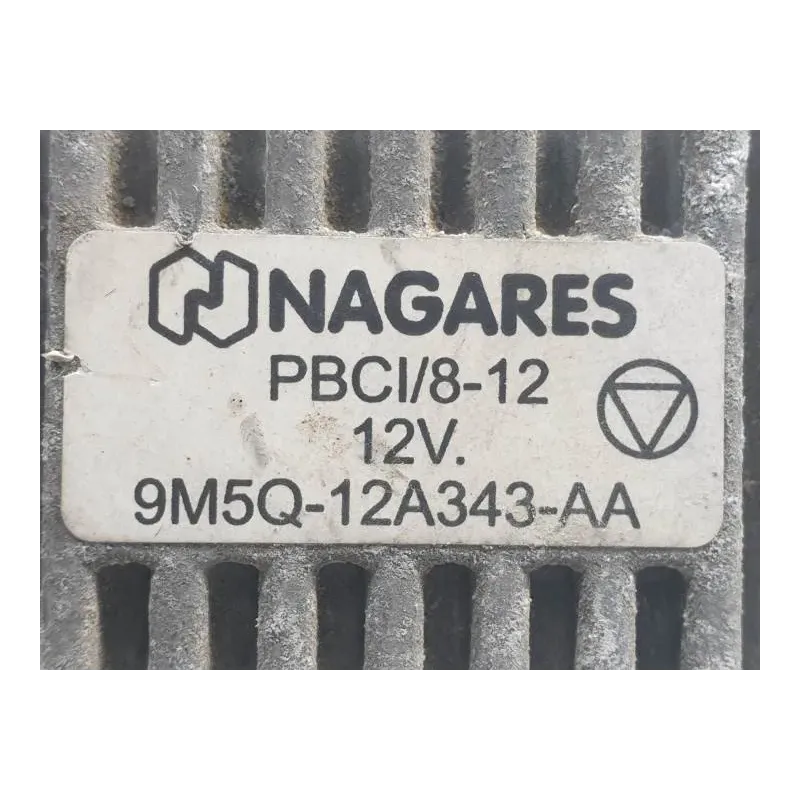 NAGARES
PBCI/8-12
12V.
9M5Q-12A343-AA